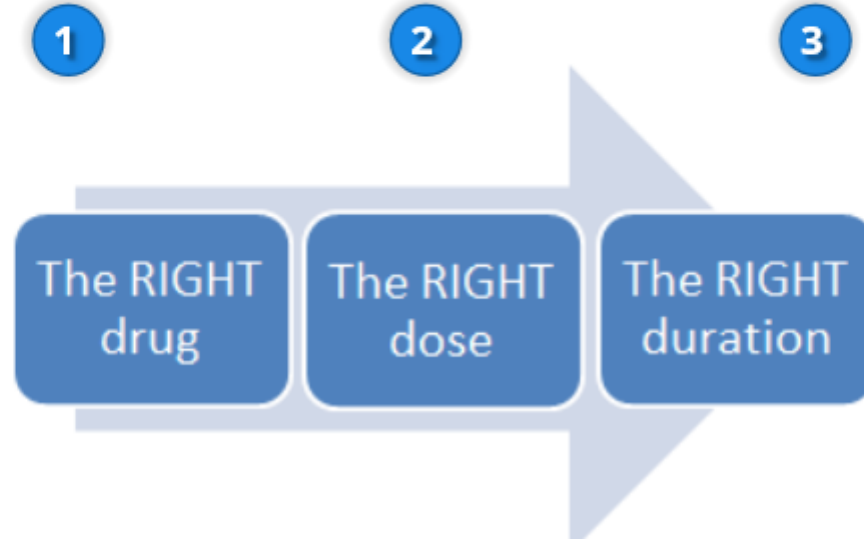 1
2
3
The RIGHT
drug
The RIGHT
dose
The RIGHT
duration